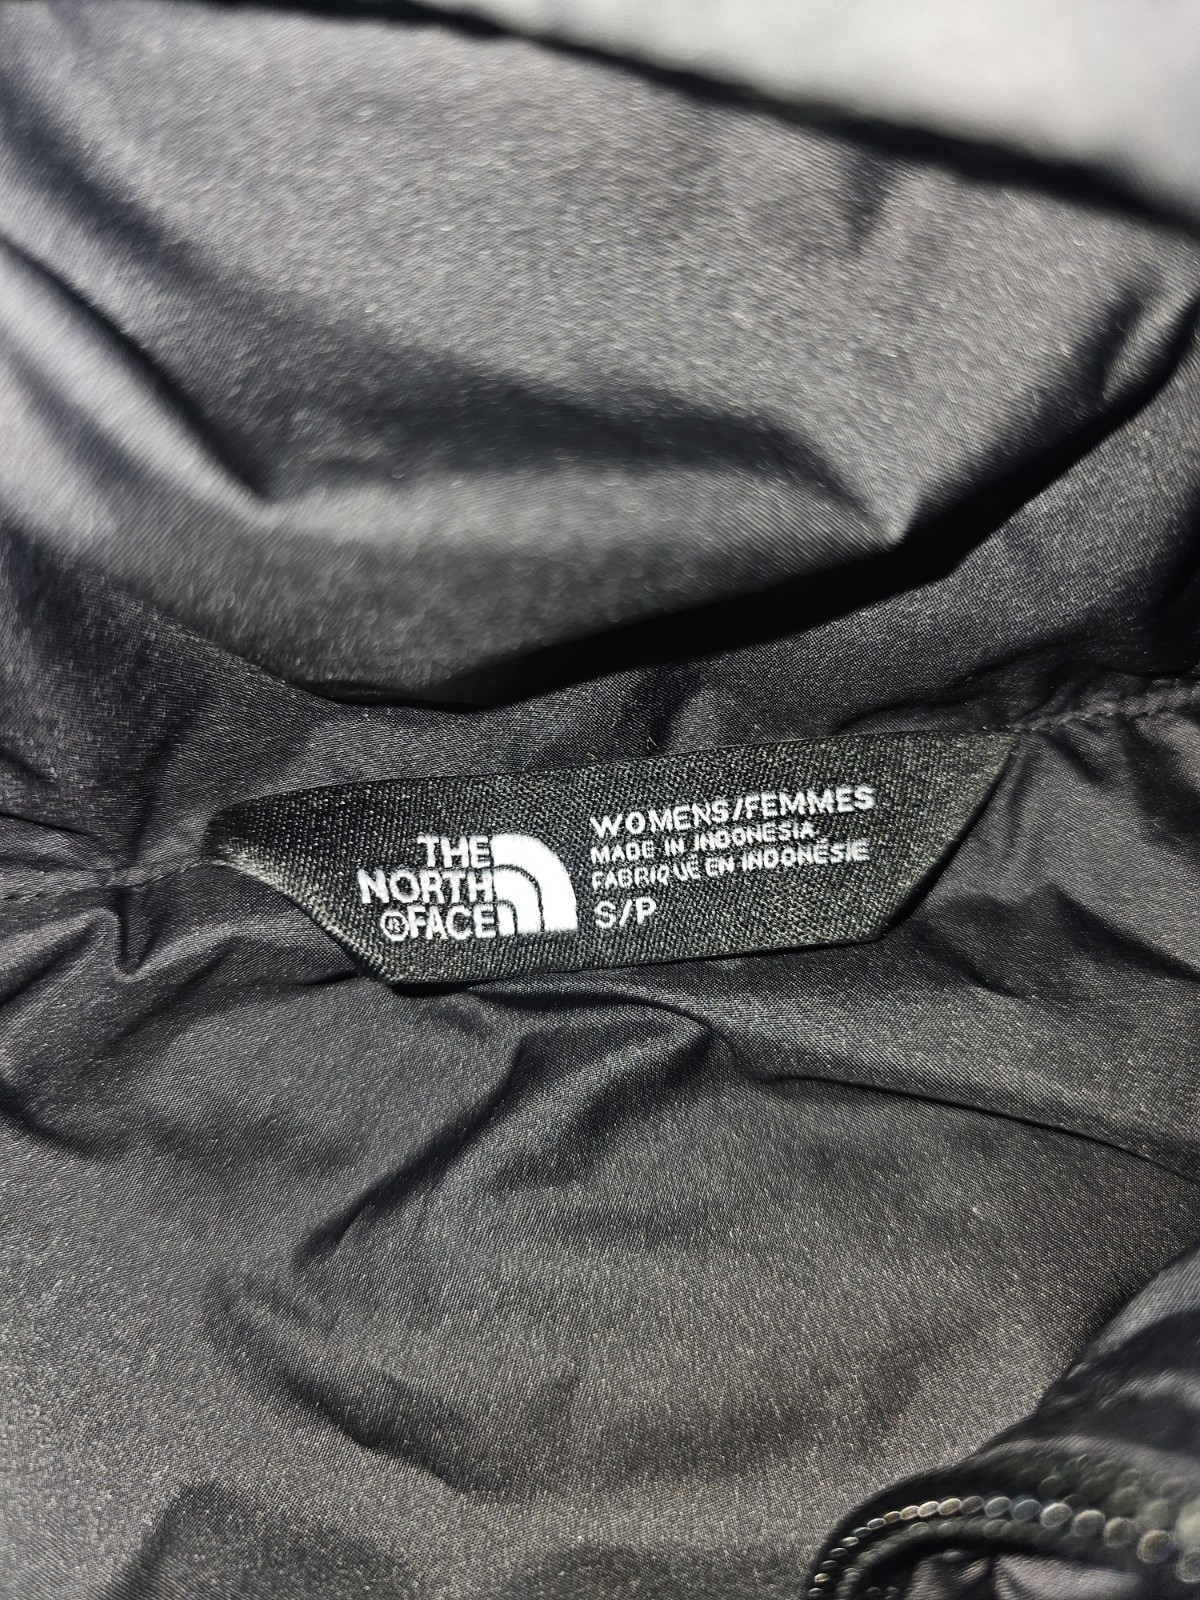 THE
NORTH
®FACE
WOMENS/FEMMES
MADE IN INDONESIA
FABRIQUÉ EN INDONÉSIE
S/P